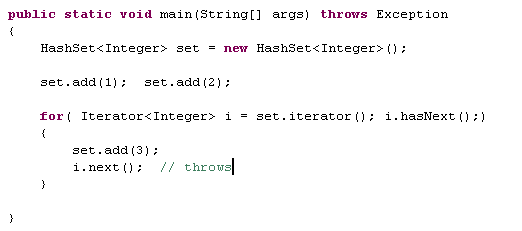 public static void main(String[] args) throws Exception
{
HashSet<Integer> set = new HashSet<Integer>();
set.add(1);  set.add(2);
for( Iterator<Integer> i = set.iterator(); i.hasNext();)
{
set.add(3);
i.next();  // throws
}
}